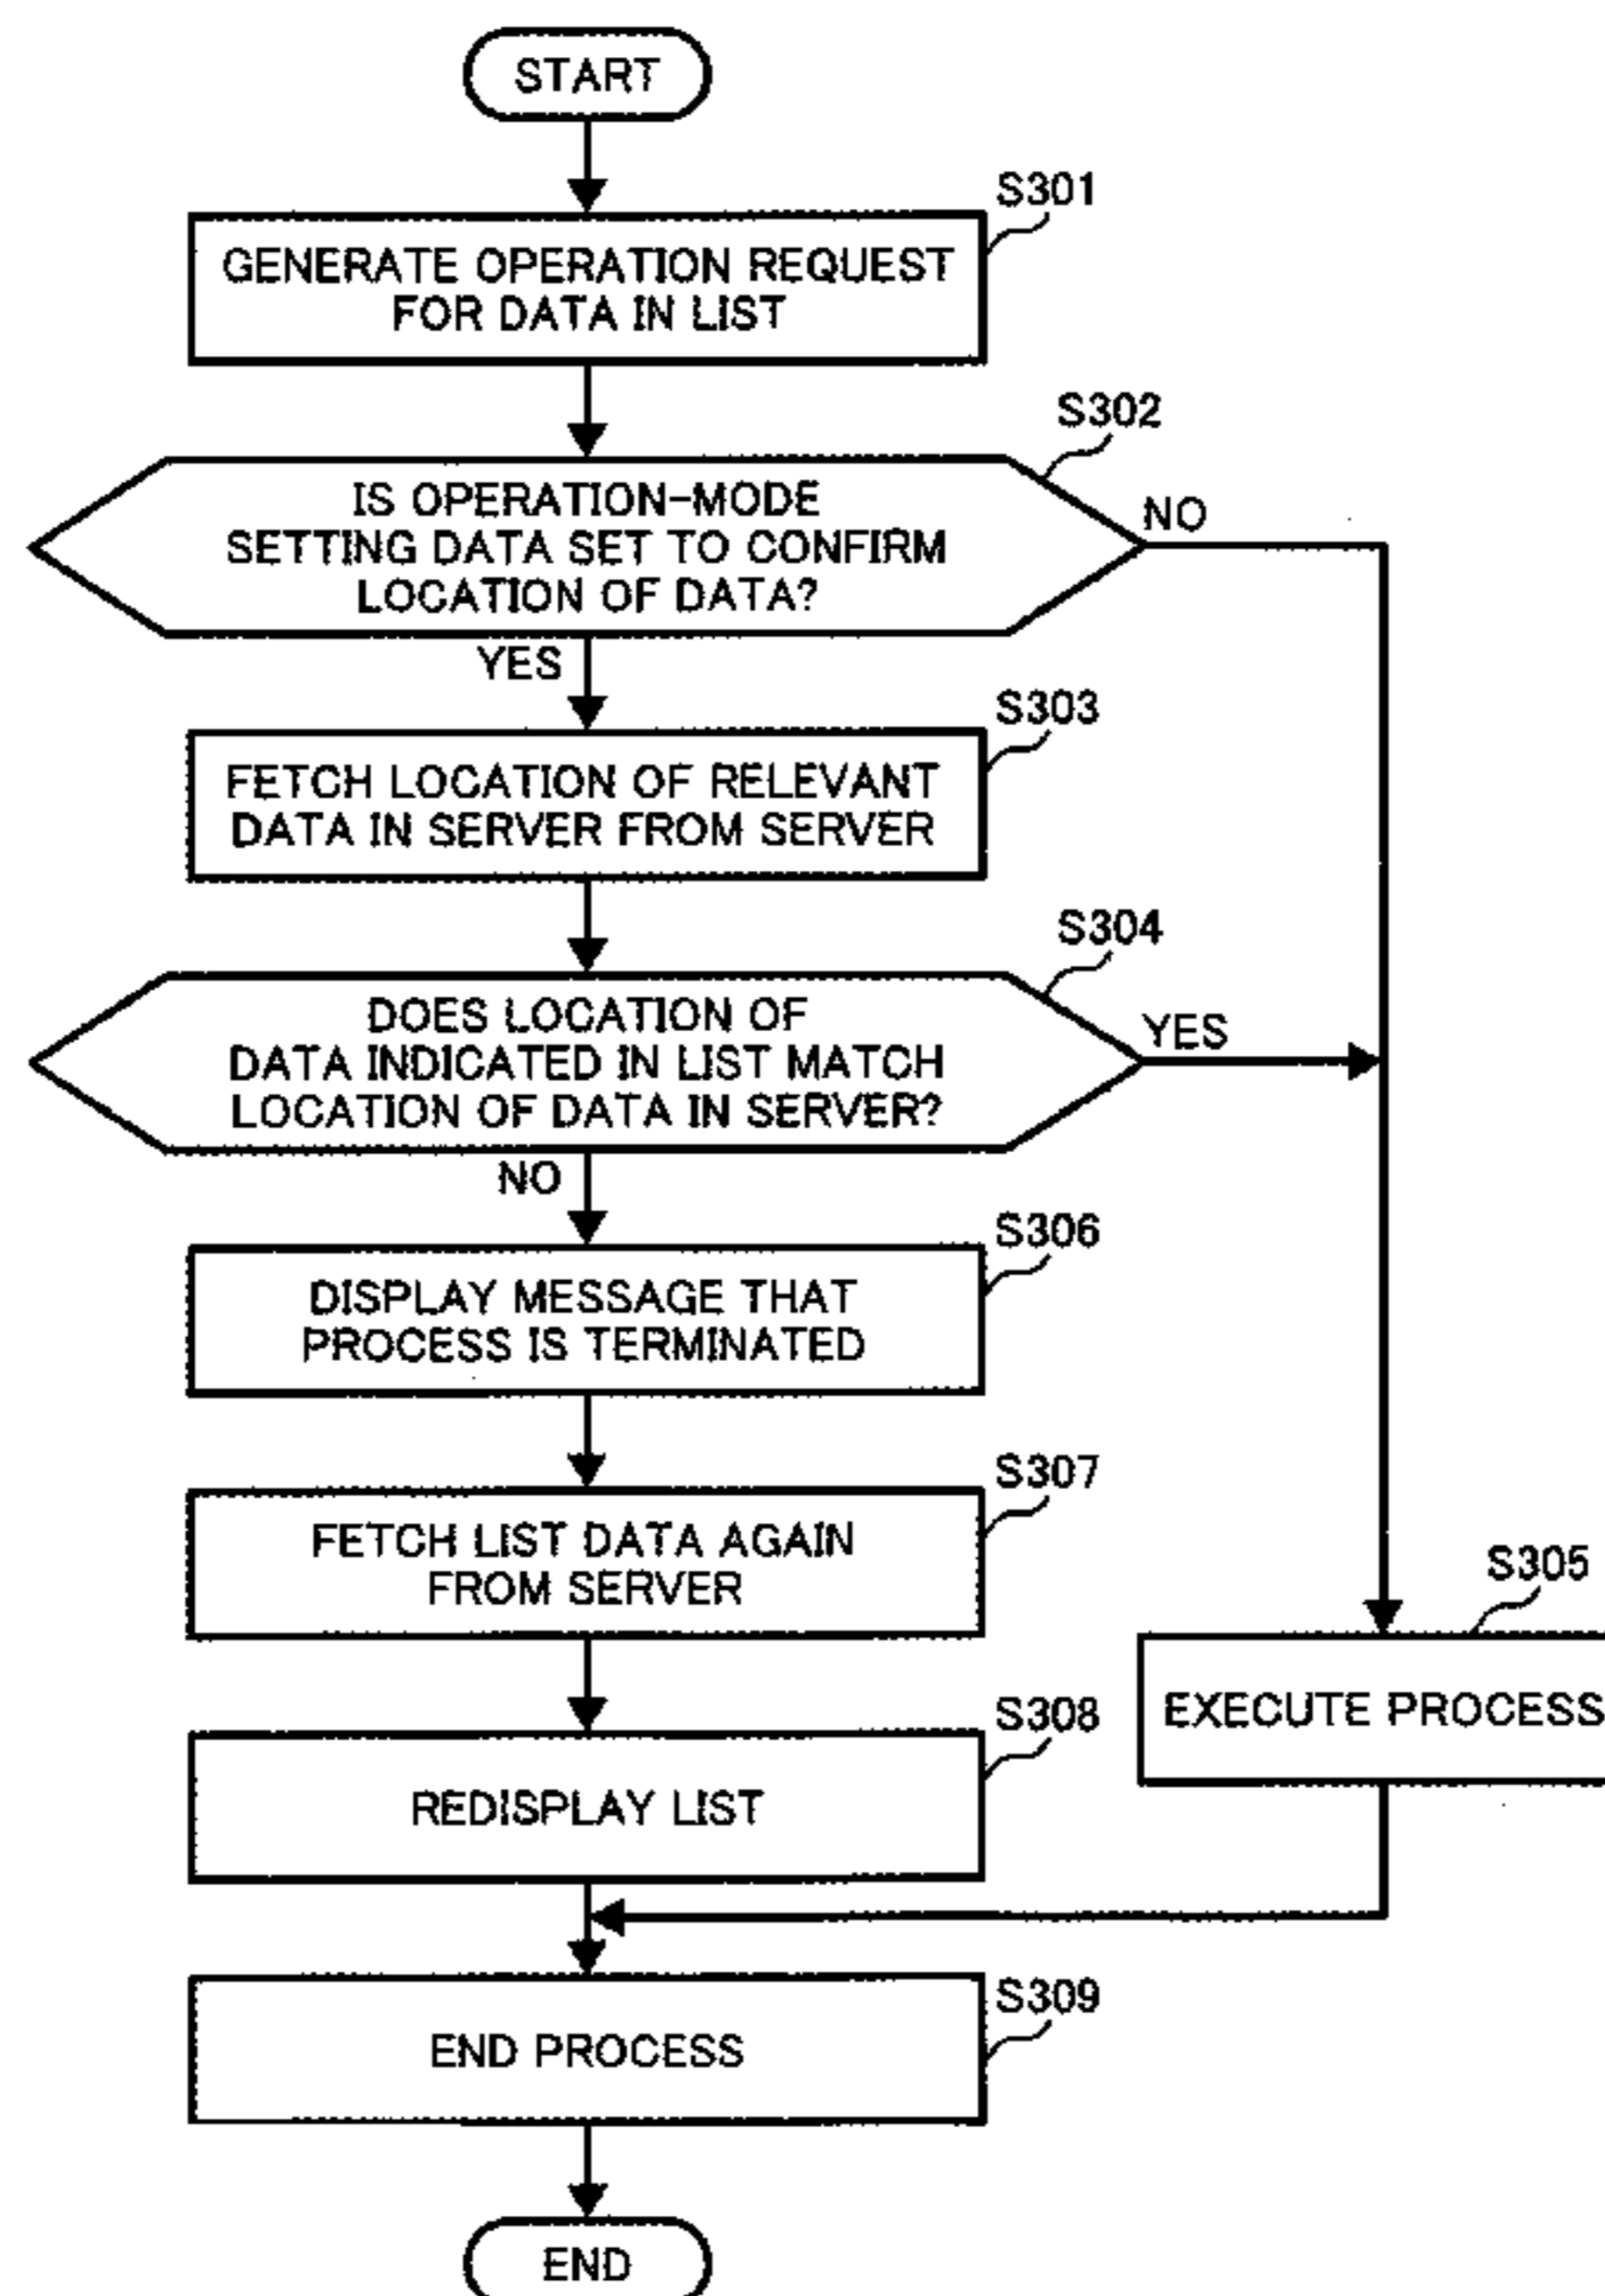 START
S301
GENERATE OPERATION REQUEST
FOR DATA IN LIST
S302
IS OPERATION-MODE
SETTING DATA SET TO CONFIRM
LOCATION OF DATA?
NO
YES
S303
FETCH LOCATION OF RELEVANT
DATA IN SERVER FROM SERVER
S304
DOES LOCATION OF
DATA INDICATED IN LIST MATCH
LOCATION OF DATA IN SERVER?
YES
NO
S306
DISPLAY MESSAGE THAT
PROCESS IS TERMINATED
S307
FETCH LIST DATA AGAIN
FROM SERVER
S305
EXECUTE PROCESS
S308
REDISPLAY LIST
S309
END PROCESS
END